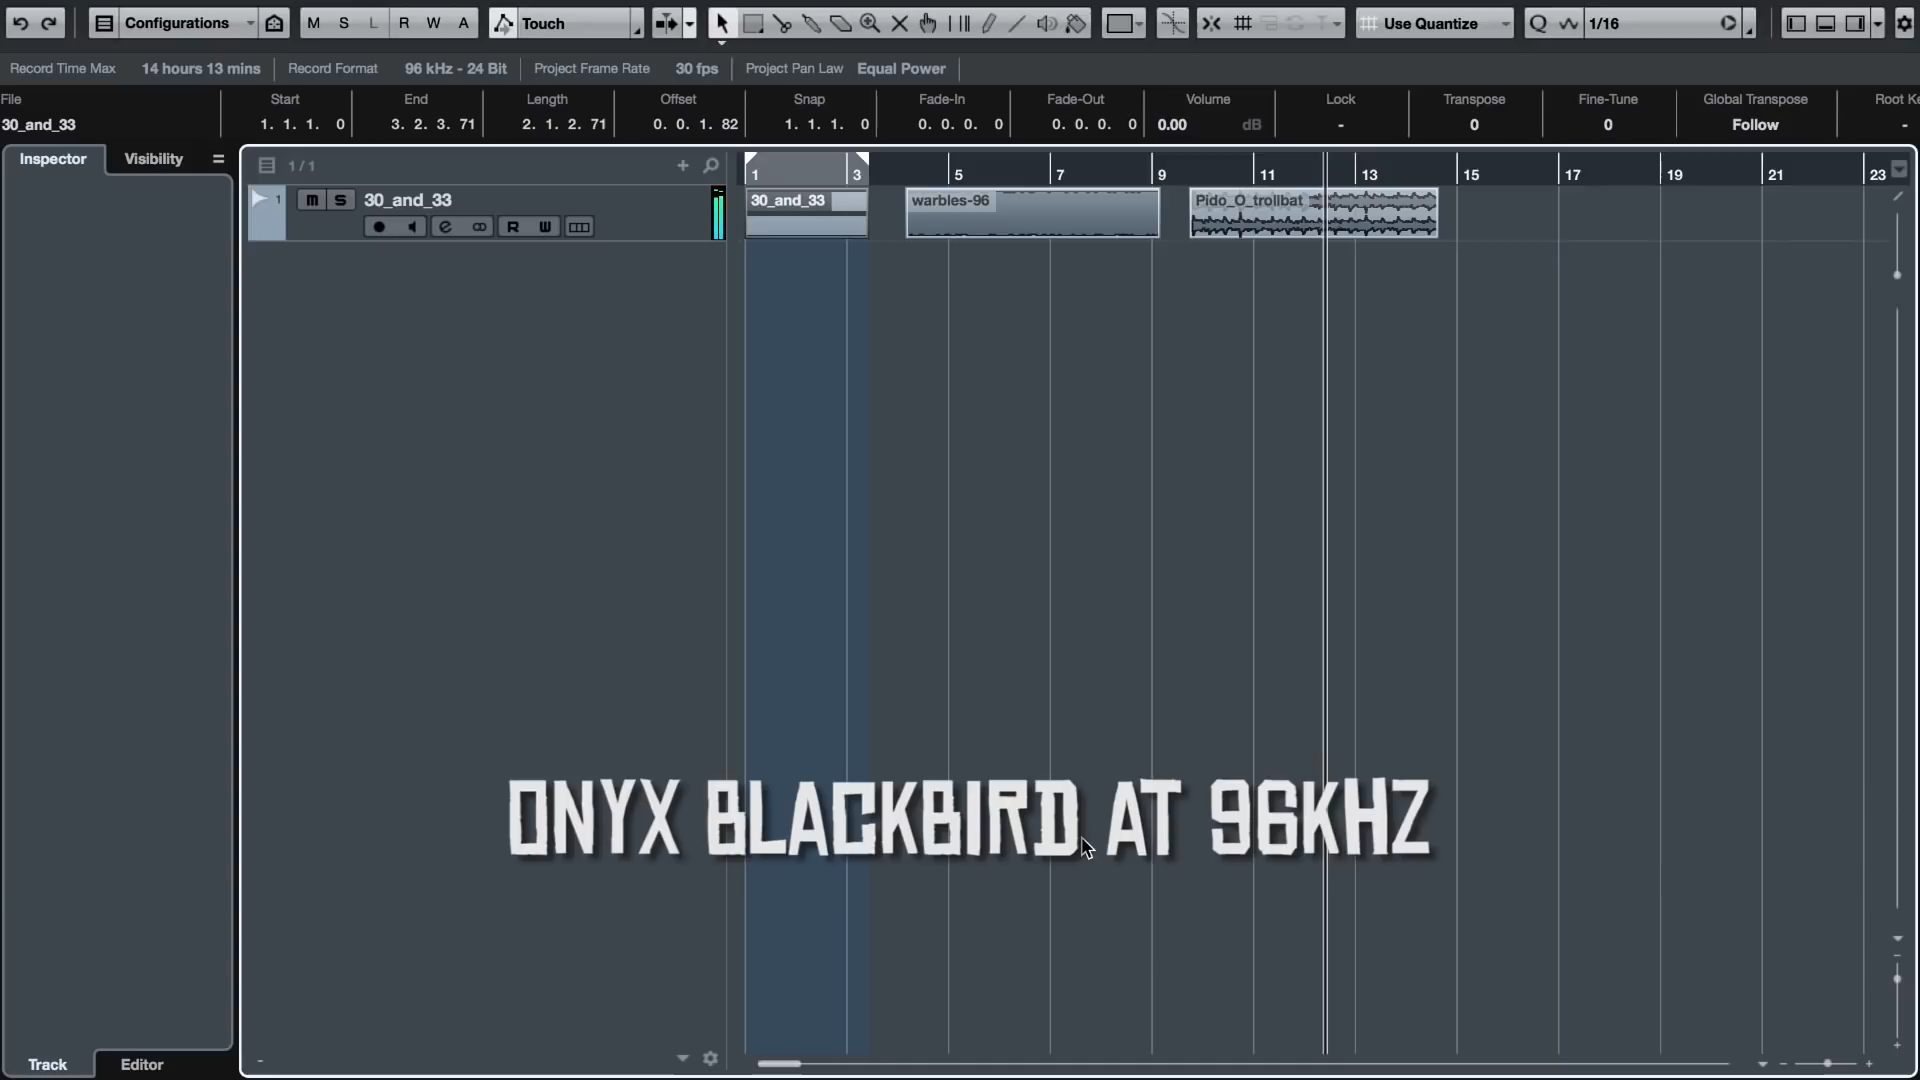 Configurations M S L R W A Touch Use Quantize Q 1/16
Record Time Max 14 hours 13 mins Record Format 96 kHz - 24 Bit Project Frame Rate 30 fps Project Pan Law Equal Power
File Start End Length Offset Snap Fade-In Fade-Out Volume Lock Transpose Fine-Tune Global Transpose Root Ke
30_and_33 1. 1. 1. 0 3. 2. 3. 71 2. 1. 2. 71 0. 0. 1. 82 1. 1. 1. 0 0. 0. 0. 0 0. 0. 0. 0 0.00 dB - 0 0 Follow -
Inspector Visibility 1 / 1 1 3 5 7 9 11 13 15 17 19 21 23
1 m S 30_and_33 30_and_33 warbles-96 Pido_O_trollbat
e R W
ONYX BLACKBIRD AT 96KHZ
Track Editor